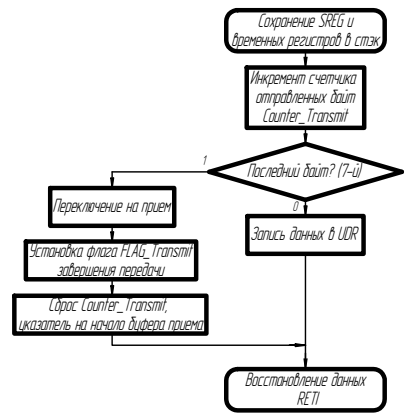 Сохранение SREG и
временных регистров в стэк
Инкремент счетчика
отправленных байт
Counter_Transmit
1
Последний байт? (7-й)
0
Переключение на прием
Запись данных в UDR
Установка флага FLAG_Transmit
завершения передачи
Сброс Counter_Transmit,
указатель на начало буфера приема
Восстановление данных
RETI